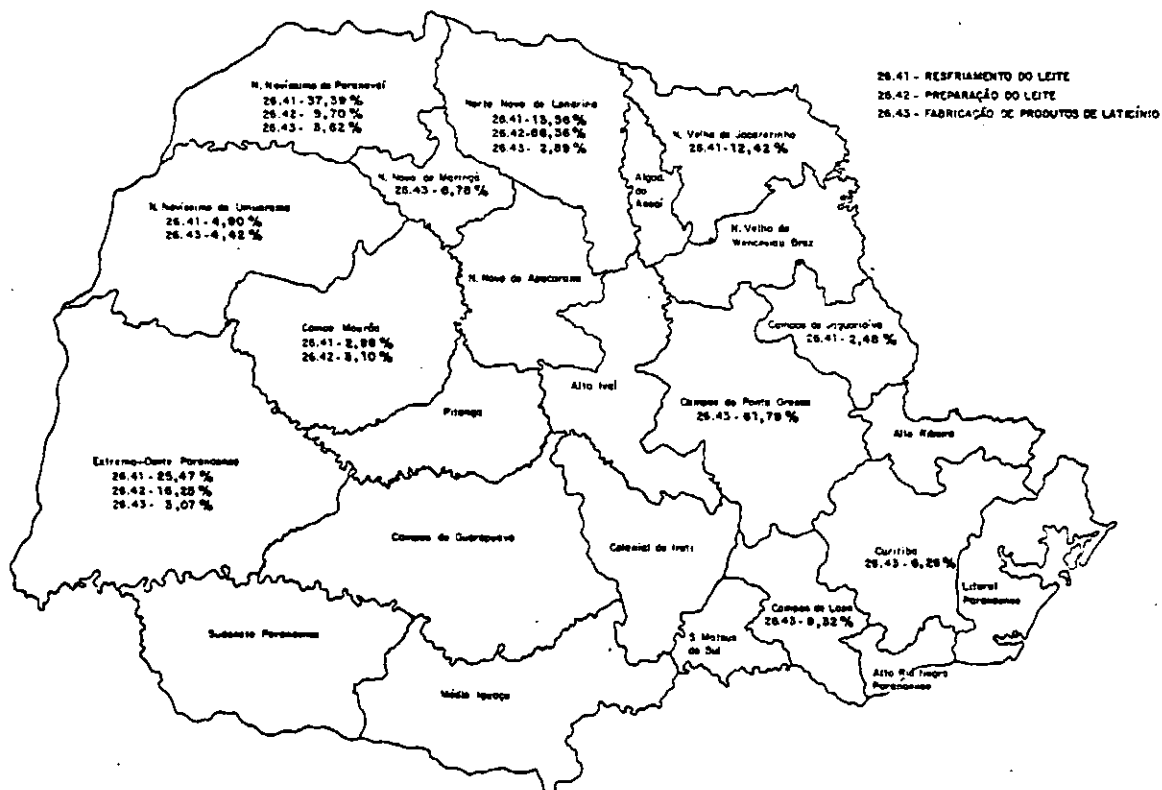 26.41 - RESFRIAMENTO DO LEITE
26.42 - PREPARAÇÃO DO LEITE
26.43 - FABRICAÇÃO DE PRODUTOS DE LATICÍNIO
N. Novíssimo de Paranavaí
26.41 - 37,39 %
26.42 - 9,70 %
26.43 - 3,62 %
Norte Novo de Londrina
26.41 - 13,36 %
26.42 - 68,36 %
26.43 - 2,89 %
N. Velho de Jacarezinho
26.41 - 12,42 %
N. Novo de Maringá
26.43 - 6,78 %
Algod.
do
Assaí
N. Novíssimo de Umuarama
26.41 - 4,90 %
26.43 - 4,42 %
N. Velho de
Wenceslau Braz
N. Novo de Apucarana
Campo Mourão
26.41 - 2,98 %
26.42 - 3,10 %
Campos de Jaguariaíva
26.41 - 2,48 %
Alto Ivaí
Pitanga
Campos de Ponta Grossa
26.43 - 61,79 %
Alto Ribeira
Extremo-Oeste Paranaense
26.41 - 25,47 %
26.42 - 16,25 %
26.43 - 3,07 %
Campos de Guarapuava
Colonial de Irati
Curitiba
26.43 - 6,26 %
Litoral
Paranaense
Campos de Lapa
26.43 - 9,32 %
Sudoeste Paranaense
S. Mateus
do Sul
Alto Rio Negro
Paranaense
Médio Iguaçu